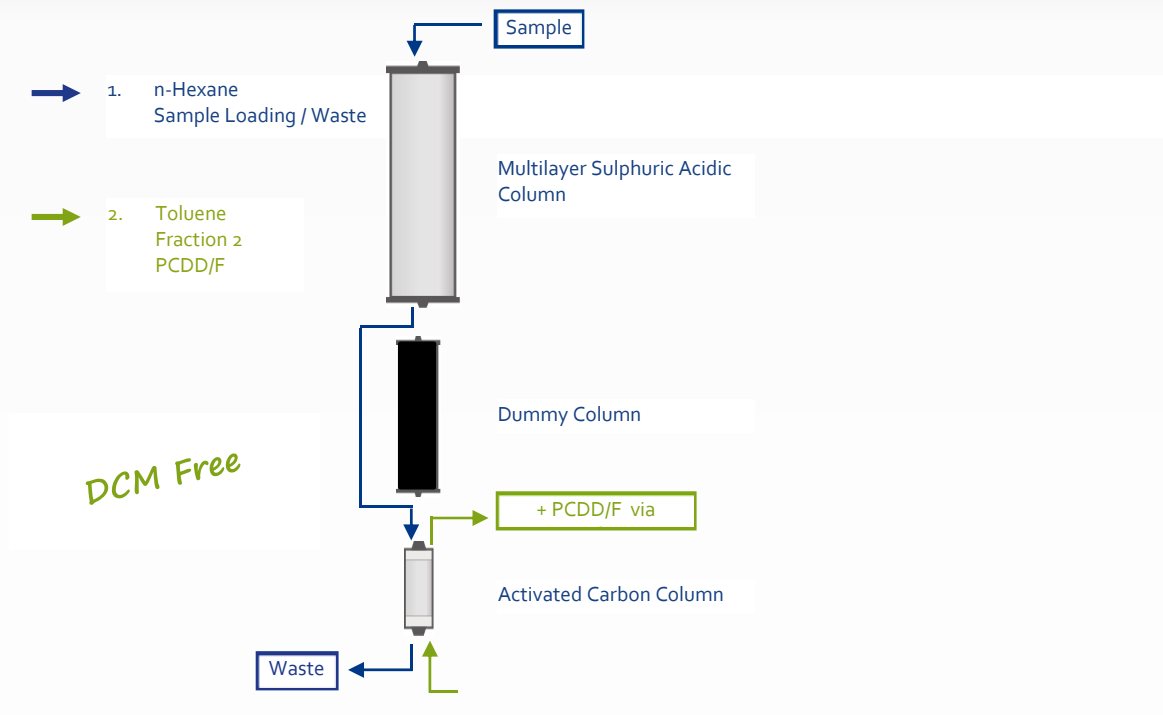 Sample
1. n-Hexane
Sample Loading / Waste
Multilayer Sulphuric Acidic
Column
2. Toluene
Fraction 2
PCDD/F
Dummy Column
DCM Free
+ PCDD/F via
Activated Carbon Column
Waste